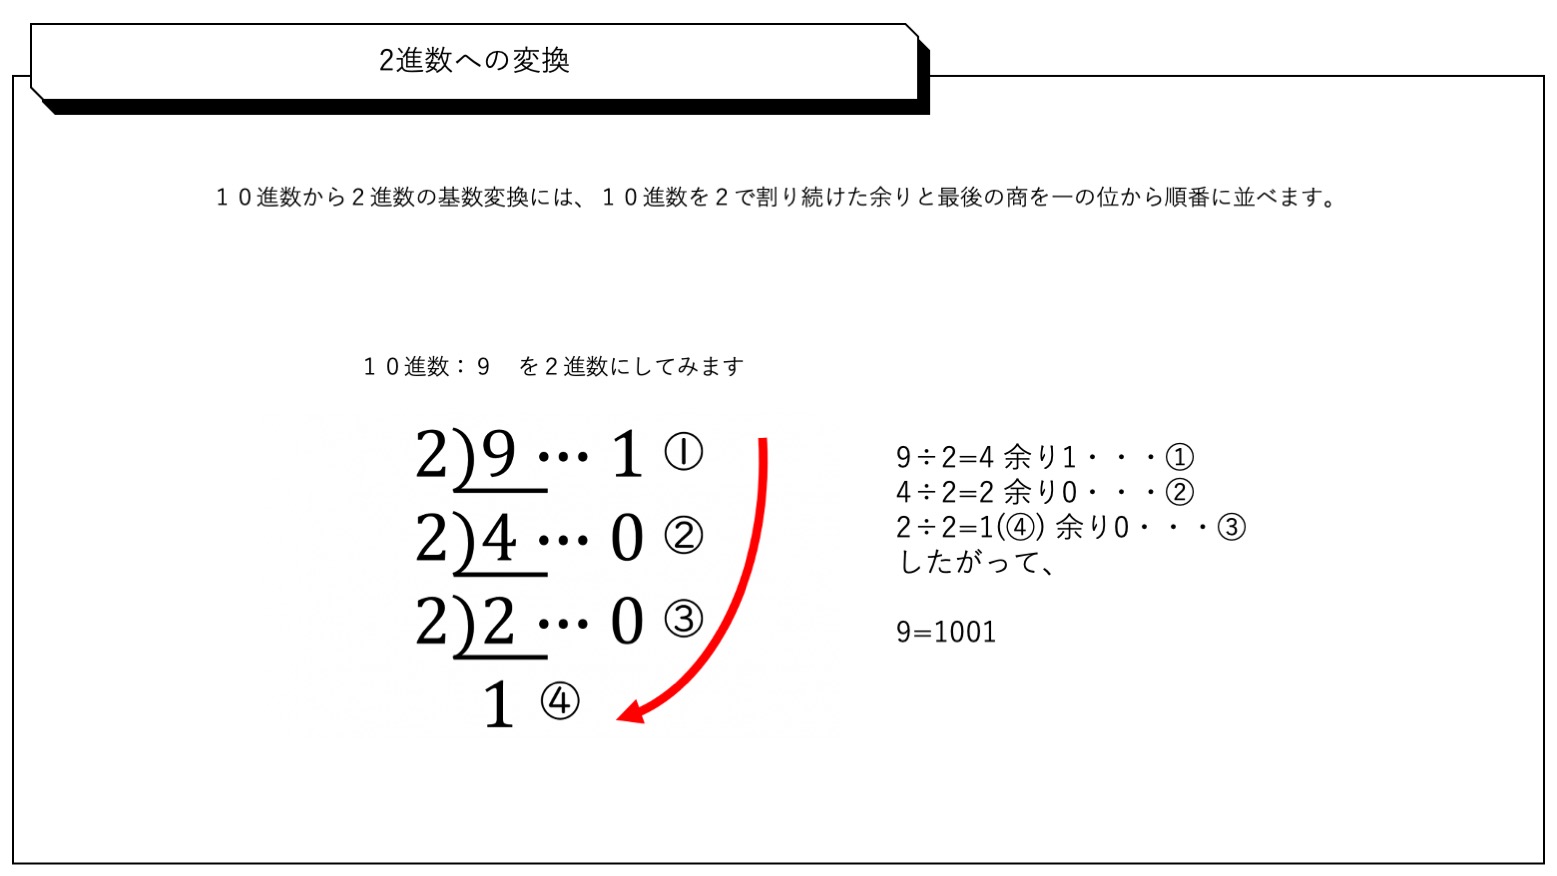 2進数への変換
１０進数から２進数の基数変換には、１０進数を２で割り続けた余りと最後の商を一の位から順番に並べます。
１０進数：９　を２進数にしてみます
2)9 ··· 1 ①
2)4 ··· 0 ②
2)2 ··· 0 ③
1 ④
9÷2=4 余り1・・・①
4÷2=2 余り0・・・②
2÷2=1(④) 余り0・・・③
したがって、
9=1001